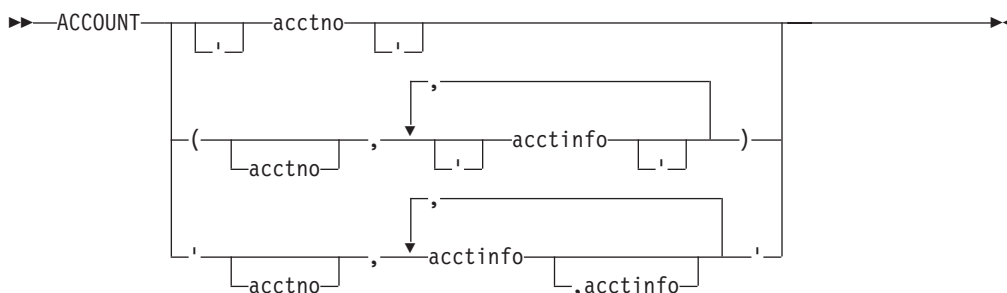 ACCOUNT ' acctno '
,
( acctno , ' acctinfo ' )
,
' acctno , acctinfo ,acctinfo '